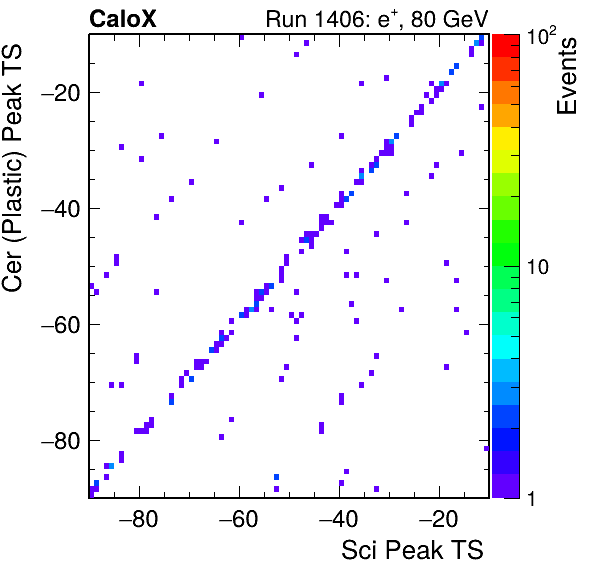 CaloX Run 1406: e⁺, 80 GeV
Cer (Plastic) Peak TS
−20
−40
−60
−80
−80 −60 −40 −20
Sci Peak TS
10²
10
1
Events